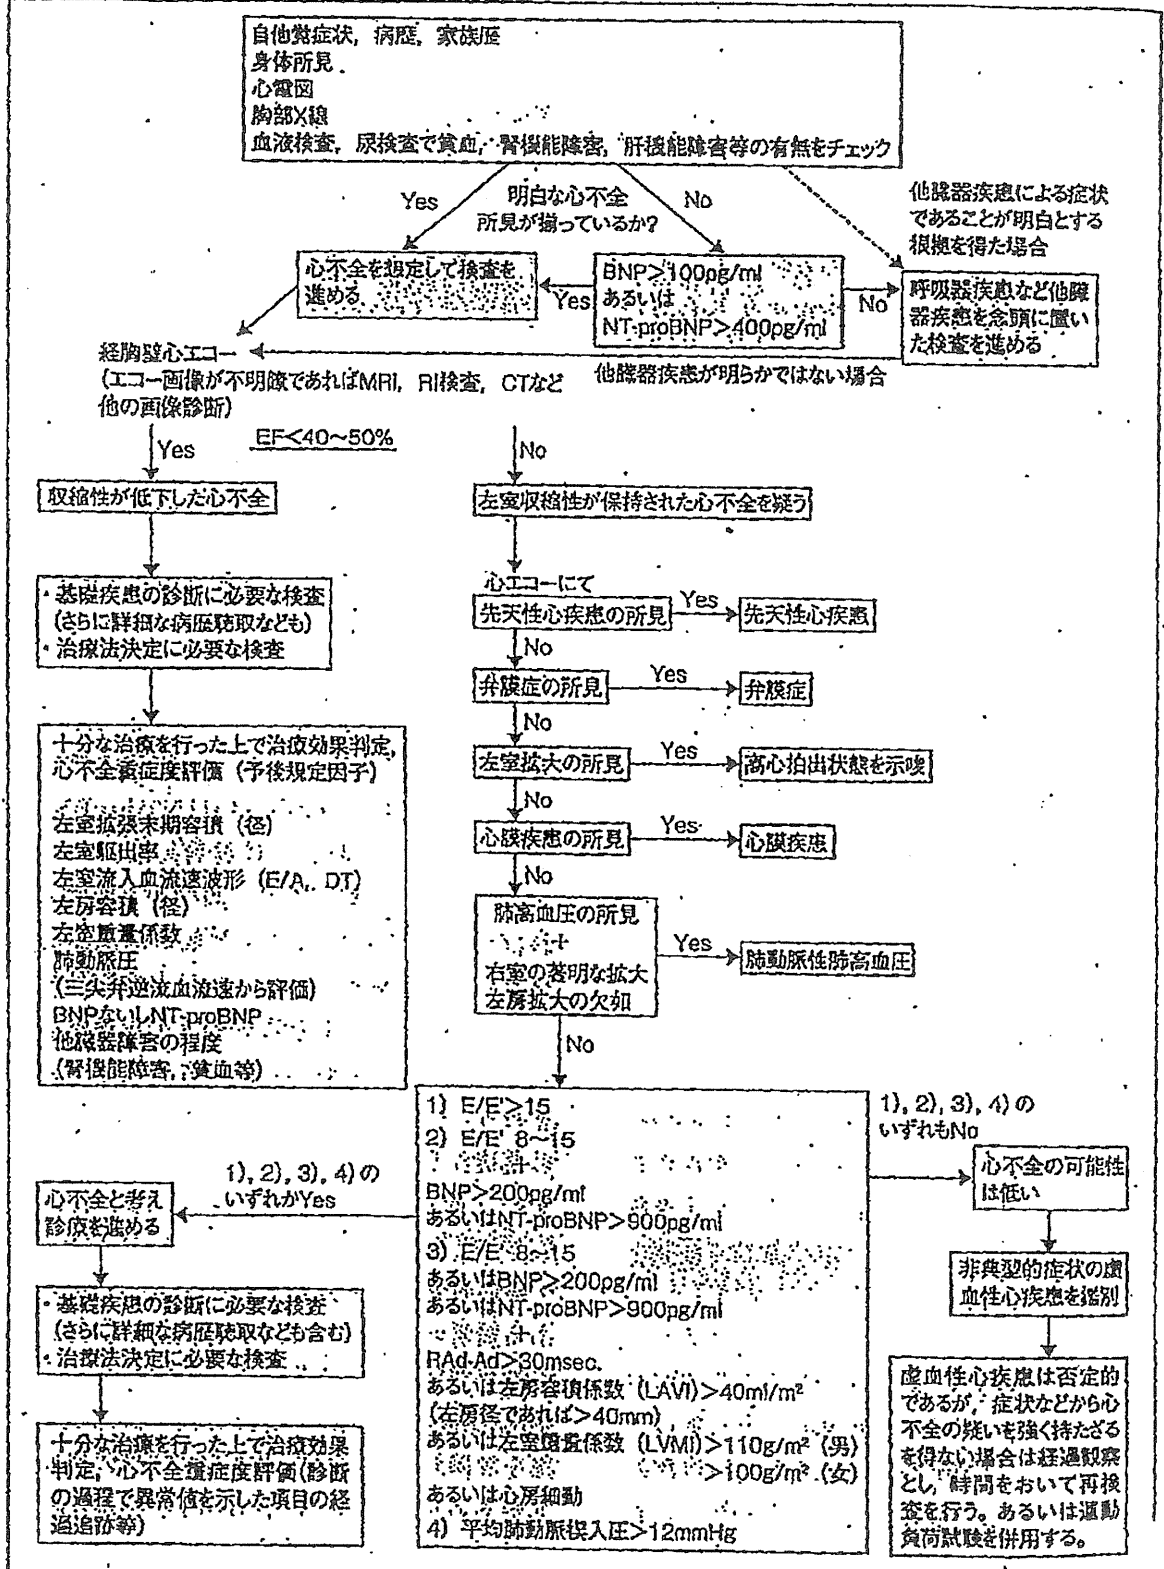 自他覚症状, 病歴, 家族歴
身体所見
心電図
胸部X線
血液検査, 尿検査で貧血, 腎機能障害, 肝機能障害等の有無をチェック
Yes
明白な心不全
所見が揃っているか?
No
他臓器疾患による症状
であることが明白とする
根拠を得た場合
心不全を想定して検査を
進める
Yes
BNP>100pg/ml
あるいは
NT-proBNP>400pg/ml
No
呼吸器疾患など他臓
器疾患を念頭に置い
た検査を進める
経胸壁心エコー
(エコー画像が不明瞭であればMRI, RI検査, CTなど
他の画像診断)
他臓器疾患が明らかではない場合
Yes
EF<40~50%
No
収縮性が低下した心不全
左室収縮性が保持された心不全を疑う
・基礎疾患の診断に必要な検査
(さらに詳細な病歴聴取なども)
・治療法決定に必要な検査
心エコーにて
先天性心疾患の所見
Yes
先天性心疾患
No
弁膜症の所見
Yes
弁膜症
No
左室拡大の所見
Yes
高心拍出状態を示唆
No
心膜疾患の所見
Yes
心膜疾患
No
肺高血圧の所見
+
右室の著明な拡大
左房拡大の欠如
Yes
肺動脈性肺高血圧
No
十分な治療を行った上で治療効果判定,
心不全重症度評価 (予後規定因子)
左室拡張末期容積 (径)
左室駆出率
左室流入血流速波形 (E/A, DT)
左房容積 (径)
左室重量係数
肺動脈圧
(三尖弁逆流血流速から評価)
BNPないしNT-proBNP
他臓器障害の程度
(腎機能障害, 貧血等)
1) E/E'>15
2) E/E' 8~15
+
BNP>200pg/ml
あるいはNT-proBNP>900pg/ml
3) E/E' 8~15
あるいはBNP>200pg/ml
あるいはNT-proBNP>900pg/ml
+
RAd-Ad>30msec.
あるいは左房容積係数 (LAVI)>40ml/m²
(左房径であれば>40mm)
あるいは左室重量係数 (LVMI)>110g/m² (男)
>100g/m² (女)
あるいは心房細動
4) 平均肺動脈楔入圧>12mmHg
1), 2), 3), 4)の
いずれかYes
心不全と考え
診療を進める
・基礎疾患の診断に必要な検査
(さらに詳細な病歴聴取なども含む)
・治療法決定に必要な検査
十分な治療を行った上で治療効果
判定, 心不全重症度評価(診断
の過程で異常値を示した項目の経
過追跡等)
1), 2), 3), 4)の
いずれもNo
心不全の可能性
は低い
非典型的症状の虚
血性心疾患を鑑別
虚血性心疾患は否定的
であるが, 症状などから心
不全の疑いを強く持たざる
を得ない場合は経過観察
とし, 時間をおいて再検
査を行う。あるいは運動
負荷試験を併用する。